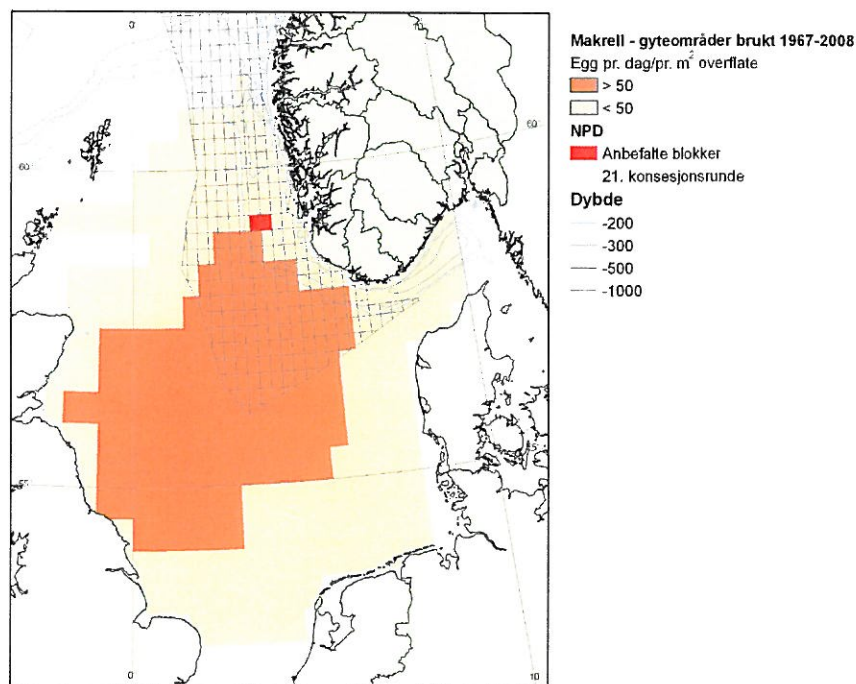 Makrell - gyteområder brukt 1967-2008
Egg pr. dag/pr. m² overflate
> 50
< 50
NPD
Anbefalte blokker
21. konsesjonsrunde
Dybde
-200
-300
-500
-1000
0
60
60
0
10